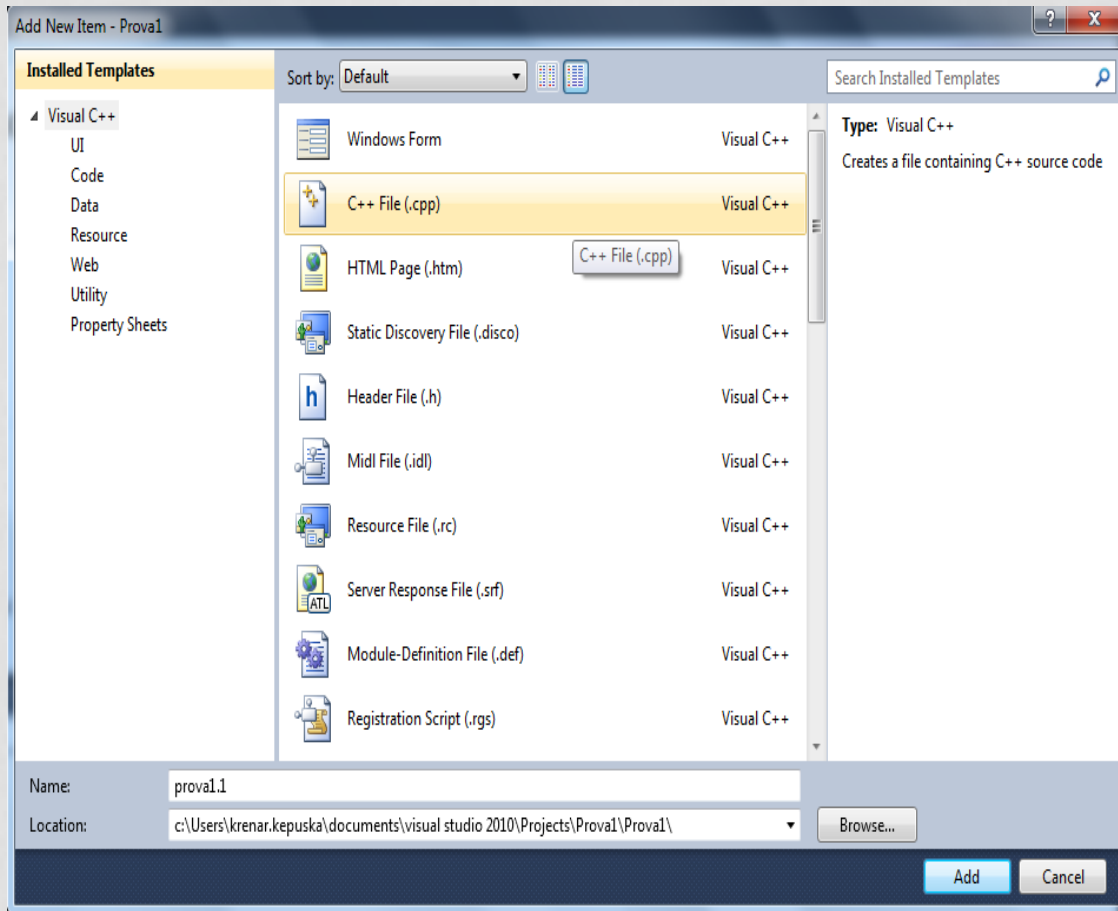 Add New Item - Prova1
? X
Installed Templates
Sort by: Default
Search Installed Templates
Visual C++
UI
Code
Data
Resource
Web
Utility
Property Sheets
Windows Form Visual C++
C++ File (.cpp) Visual C++
C++ File (.cpp)
HTML Page (.htm) Visual C++
Static Discovery File (.disco) Visual C++
h Header File (.h) Visual C++
Midl File (.idl) Visual C++
Resource File (.rc) Visual C++
ATL Server Response File (.srf) Visual C++
Module-Definition File (.def) Visual C++
Registration Script (.rgs) Visual C++
Type: Visual C++
Creates a file containing C++ source code
Name: prova1.1
Location: c:\Users\krenar.kepuska\documents\visual studio 2010\Projects\Prova1\Prova1\ Browse...
Add Cancel